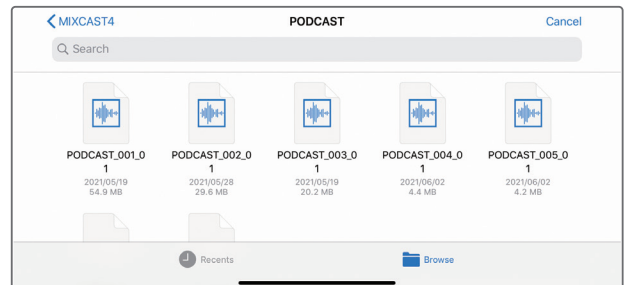 MIXCAST4 PODCAST Cancel
Search
PODCAST_001_0 PODCAST_002_0 PODCAST_003_0 PODCAST_004_0 PODCAST_005_0
1 1 1 1 1
2021/05/19 2021/05/28 2021/05/19 2021/06/02 2021/06/02
54.9 MB 29.6 MB 20.2 MB 4.4 MB 4.2 MB
Recents Browse